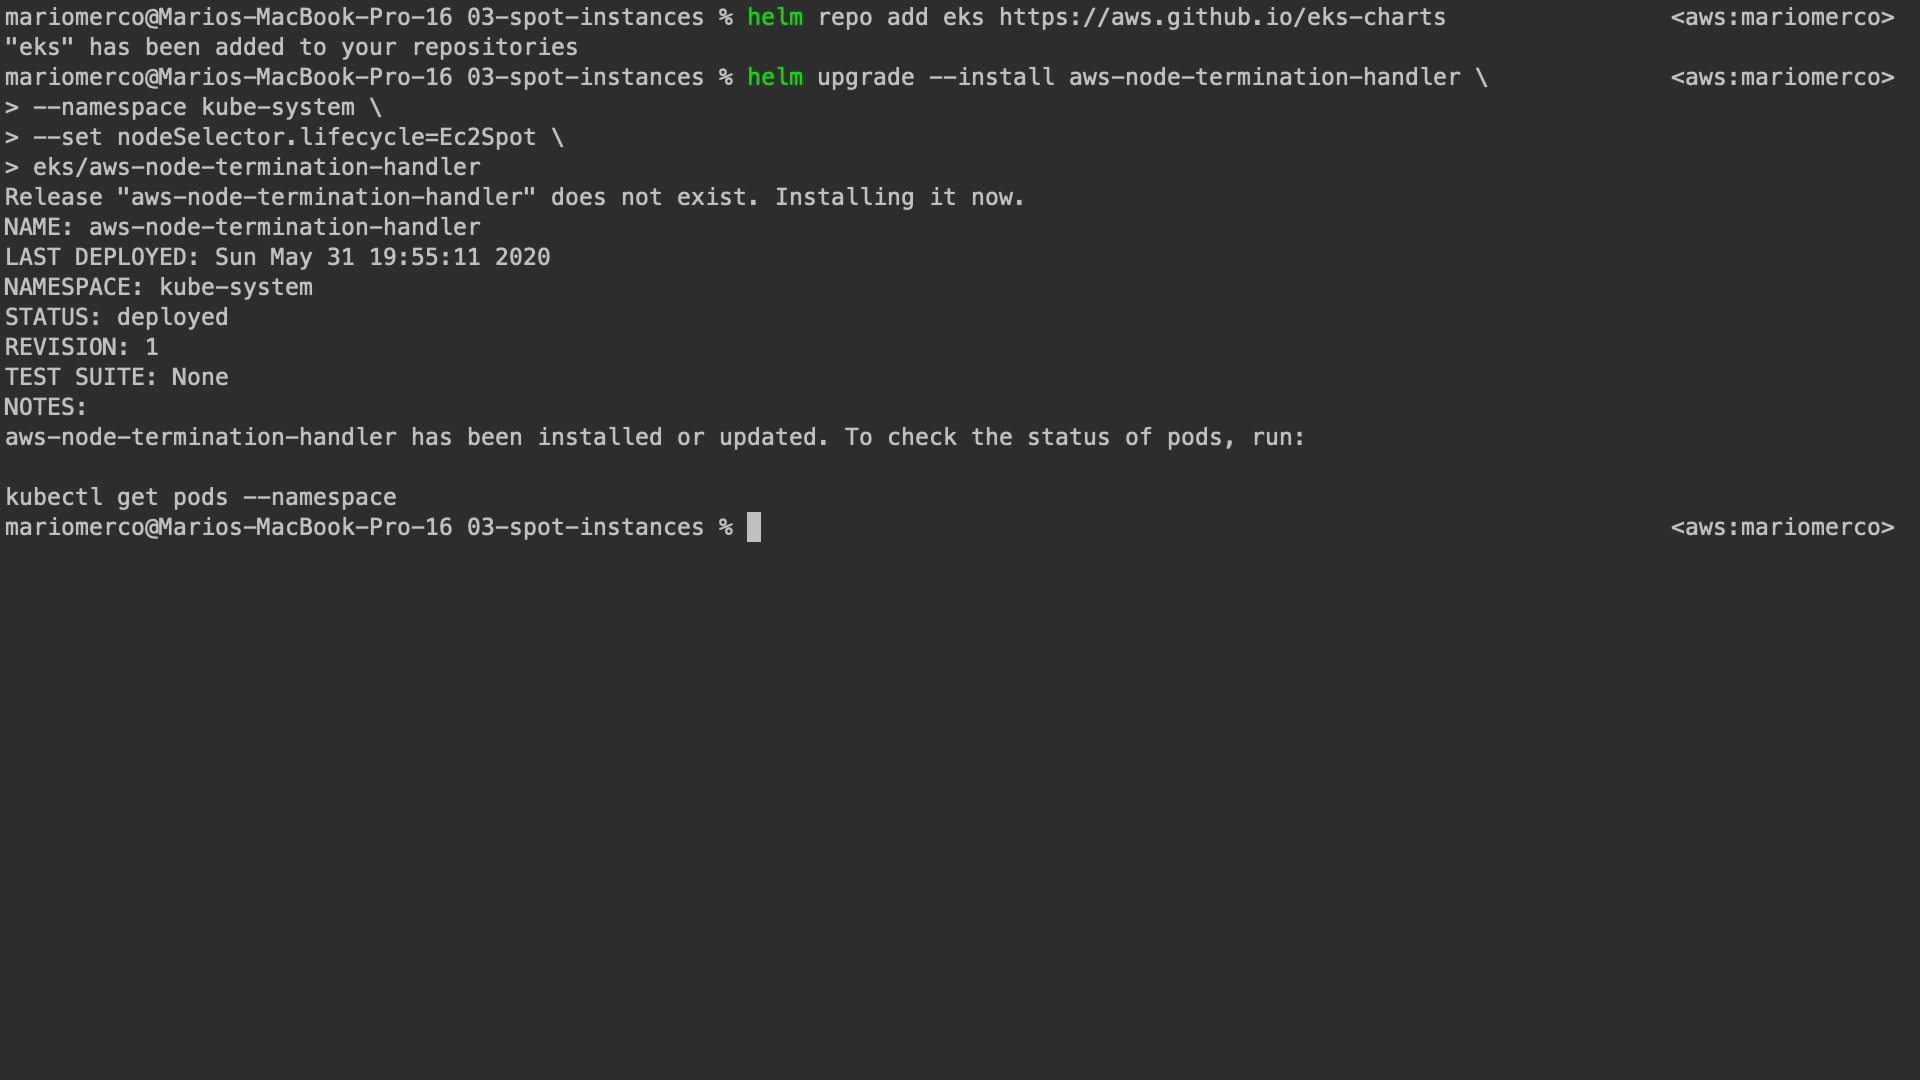 mariomerco@Marios-MacBook-Pro-16 03-spot-instances % helm repo add eks https://aws.github.io/eks-charts <aws:mariomerco>
"eks" has been added to your repositories
mariomerco@Marios-MacBook-Pro-16 03-spot-instances % helm upgrade --install aws-node-termination-handler \ <aws:mariomerco>
> --namespace kube-system \
> --set nodeSelector.lifecycle=Ec2Spot \
> eks/aws-node-termination-handler
Release "aws-node-termination-handler" does not exist. Installing it now.
NAME: aws-node-termination-handler
LAST DEPLOYED: Sun May 31 19:55:11 2020
NAMESPACE: kube-system
STATUS: deployed
REVISION: 1
TEST SUITE: None
NOTES:
aws-node-termination-handler has been installed or updated. To check the status of pods, run:
kubectl get pods --namespace
mariomerco@Marios-MacBook-Pro-16 03-spot-instances % <aws:mariomerco>